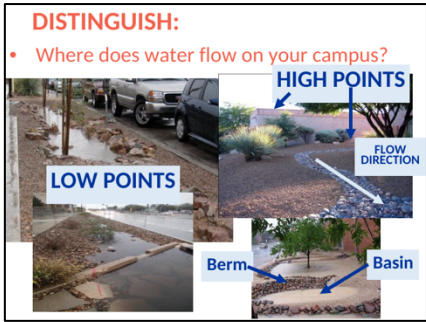 DISTINGUISH:
• Where does water flow on your campus?
HIGH POINTS
FLOW
DIRECTION
LOW POINTS
Berm
Basin